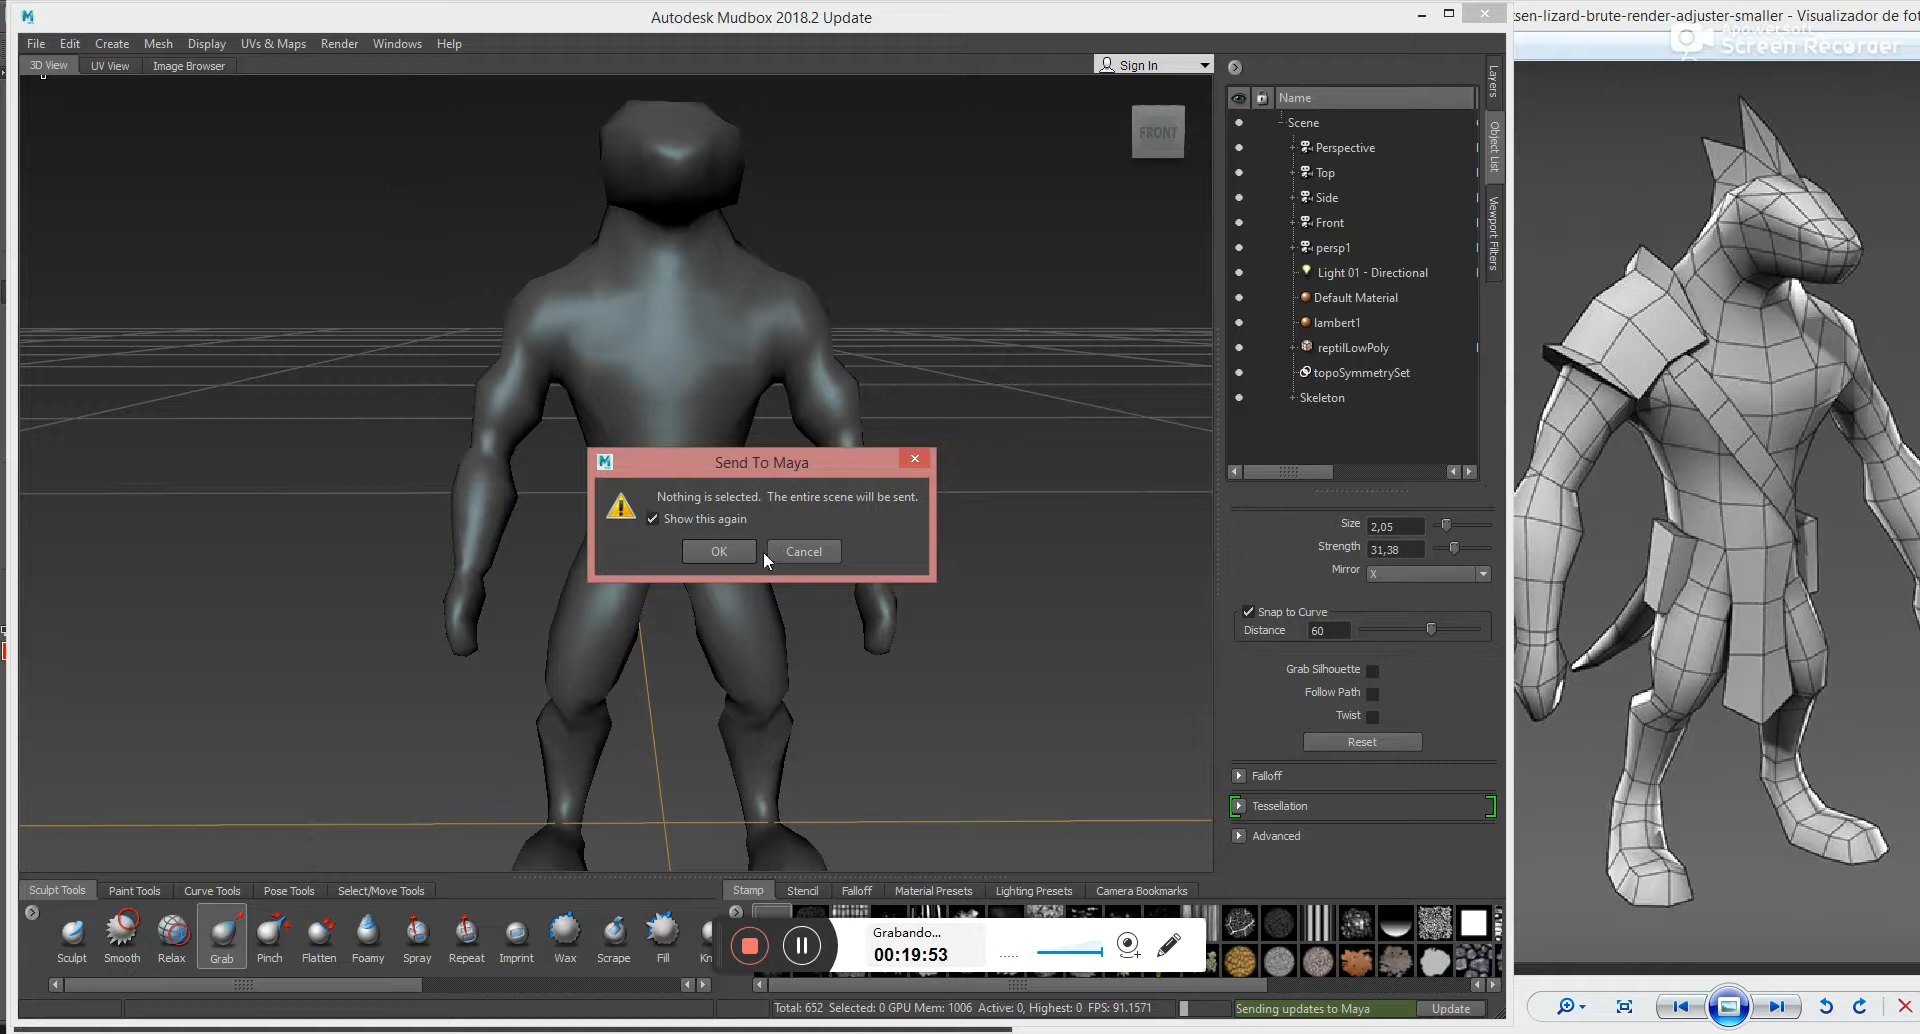 Autodesk Mudbox 2018.2 Update
sen-lizard-brute-render-adjuster-smaller - Visualizador de fot
File Edit Create Mesh Display UVs & Maps Render Windows Help
Apowersoft
Screen Recorder
3D View UV View Image Browser
Sign In
FRONT
Name
Scene
Perspective
Top
Side
Front
persp1
Light 01 - Directional
Default Material
lambert1
reptilLowPoly
topoSymmetrySet
Skeleton
Layers
Object List
Viewport Filters
Send To Maya
Nothing is selected. The entire scene will be sent.
Show this again
OK Cancel
Size 2,05
Strength 31,38
Mirror X
Snap to Curve
Distance 60
Grab Silhouette
Follow Path
Twist
Reset
Falloff
Tessellation
Advanced
Sculpt Tools Paint Tools Curve Tools Pose Tools Select/Move Tools
Stamp Stencil Falloff Material Presets Lighting Presets Camera Bookmarks
Sculpt Smooth Relax Grab Pinch Flatten Foamy Spray Repeat Imprint Wax Scrape Fill Kn
Grabando...
00:19:53
Total: 652 Selected: 0 GPU Mem: 1006 Active: 0, Highest: 0 FPS: 91.1571
Sending updates to Maya Update